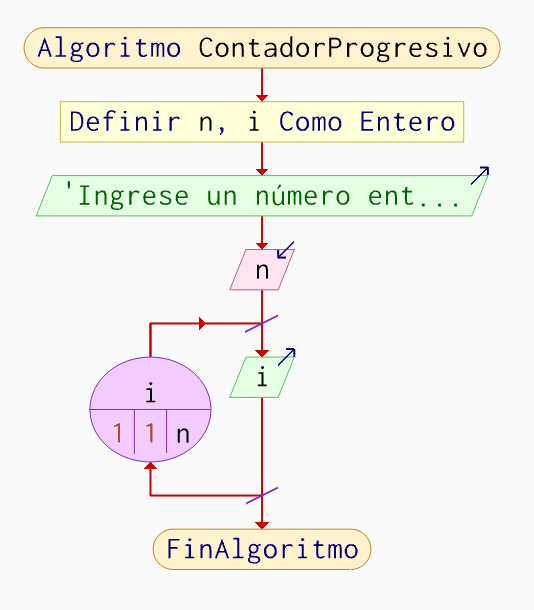 Algoritmo ContadorProgresivo
Definir n, i Como Entero
'Ingrese un número ent...
n
i
i
1 1 n
FinAlgoritmo